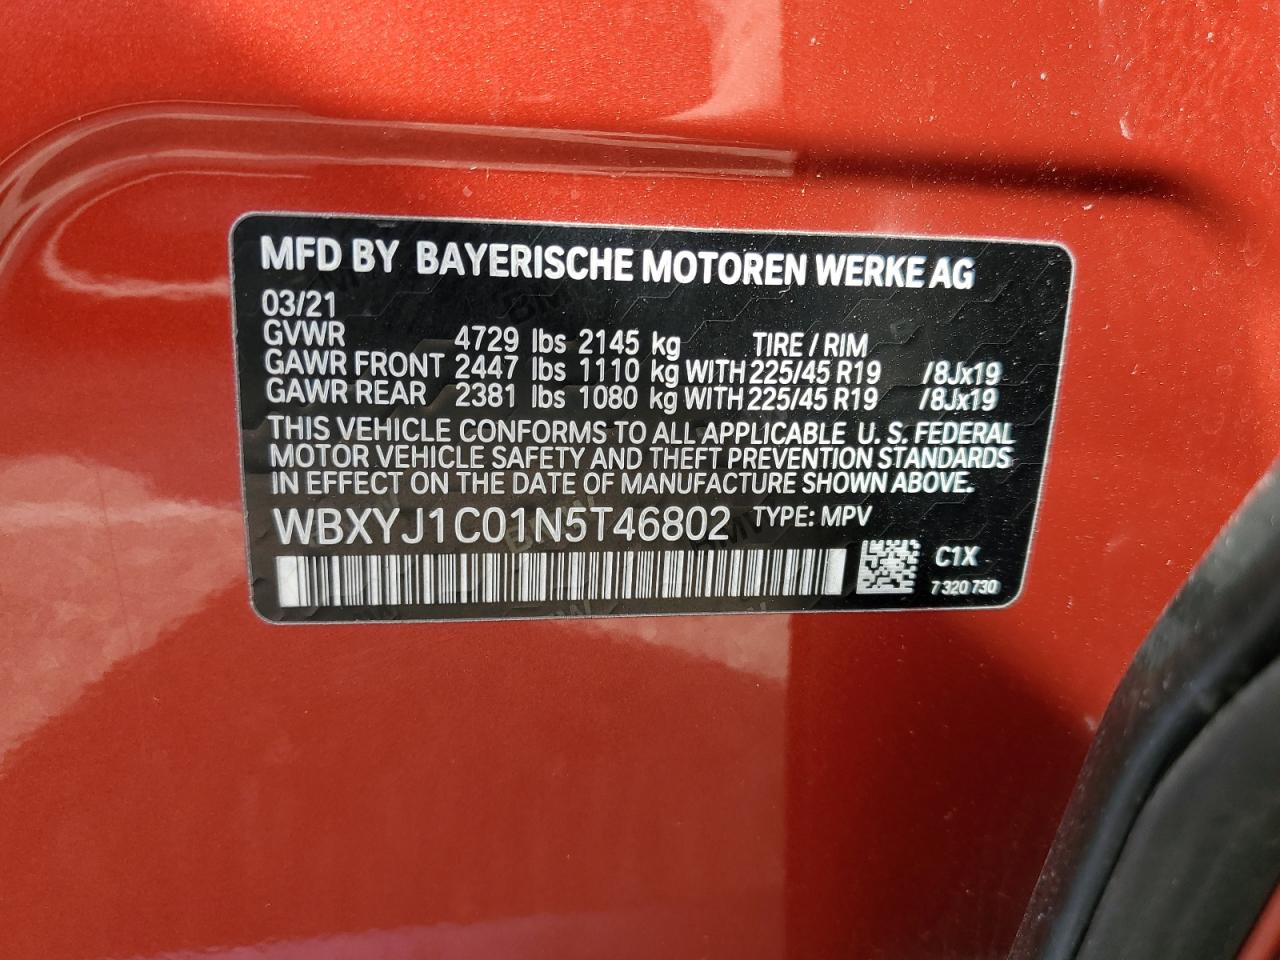 MFD BY BAYERISCHE MOTOREN WERKE AG
03/21
GVWR 4729 lbs 2145 kg TIRE / RIM
GAWR FRONT 2447 lbs 1110 kg WITH 225/45 R19 /8Jx19
GAWR REAR 2381 lbs 1080 kg WITH 225/45 R19 /8Jx19
THIS VEHICLE CONFORMS TO ALL APPLICABLE U. S. FEDERAL
MOTOR VEHICLE SAFETY AND THEFT PREVENTION STANDARDS
IN EFFECT ON THE DATE OF MANUFACTURE SHOWN ABOVE.
WBXYJ1C01N5T46802 TYPE: MPV
C1X
7 320 730